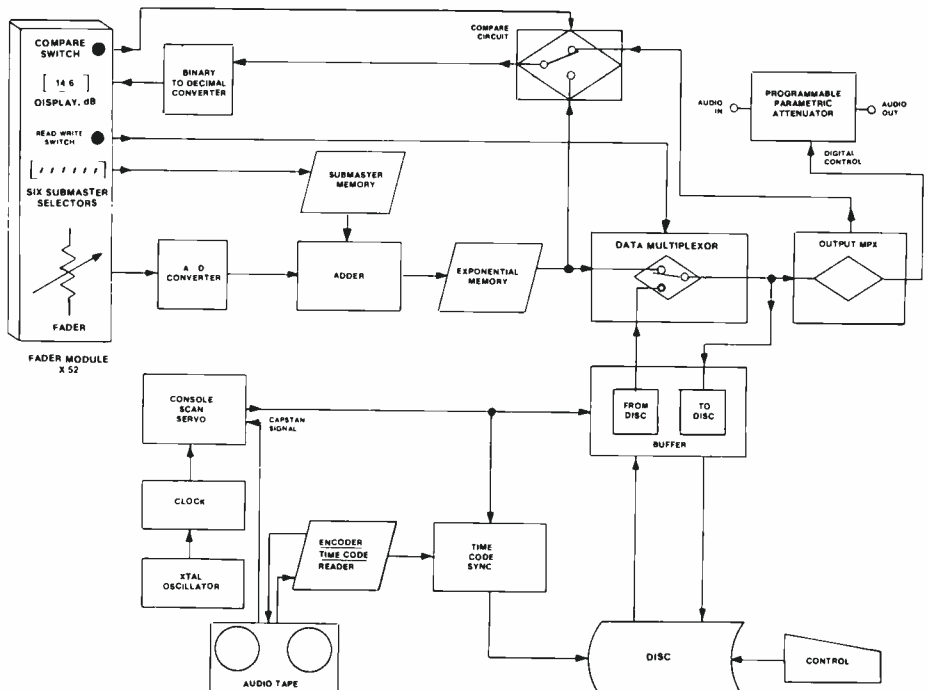 COMPARE
SWITCH
[ 14.6 ]
DISPLAY, dB
READ WRITE
SWITCH
SIX SUBMASTER
SELECTORS
FADER
FADER MODULE
X 52
BINARY
TO DECIMAL
CONVERTER
COMPARE
CIRCUIT
AUDIO
IN
PROGRAMMABLE
PARAMETRIC
ATTENUATOR
AUDIO
OUT
DIGITAL
CONTROL
SUBMASTER
MEMORY
A D
CONVERTER
ADDER
EXPONENTIAL
MEMORY
DATA MULTIPLEXOR
OUTPUT MPX
CONSOLE
SCAN
SERVO
CAPSTAN
SIGNAL
FROM
DISC
TO
DISC
BUFFER
CLOCK
XTAL
OSCILLATOR
ENCODER
TIME CODE
READER
TIME
CODE
SYNC
AUDIO TAPE
DISC
CONTROL